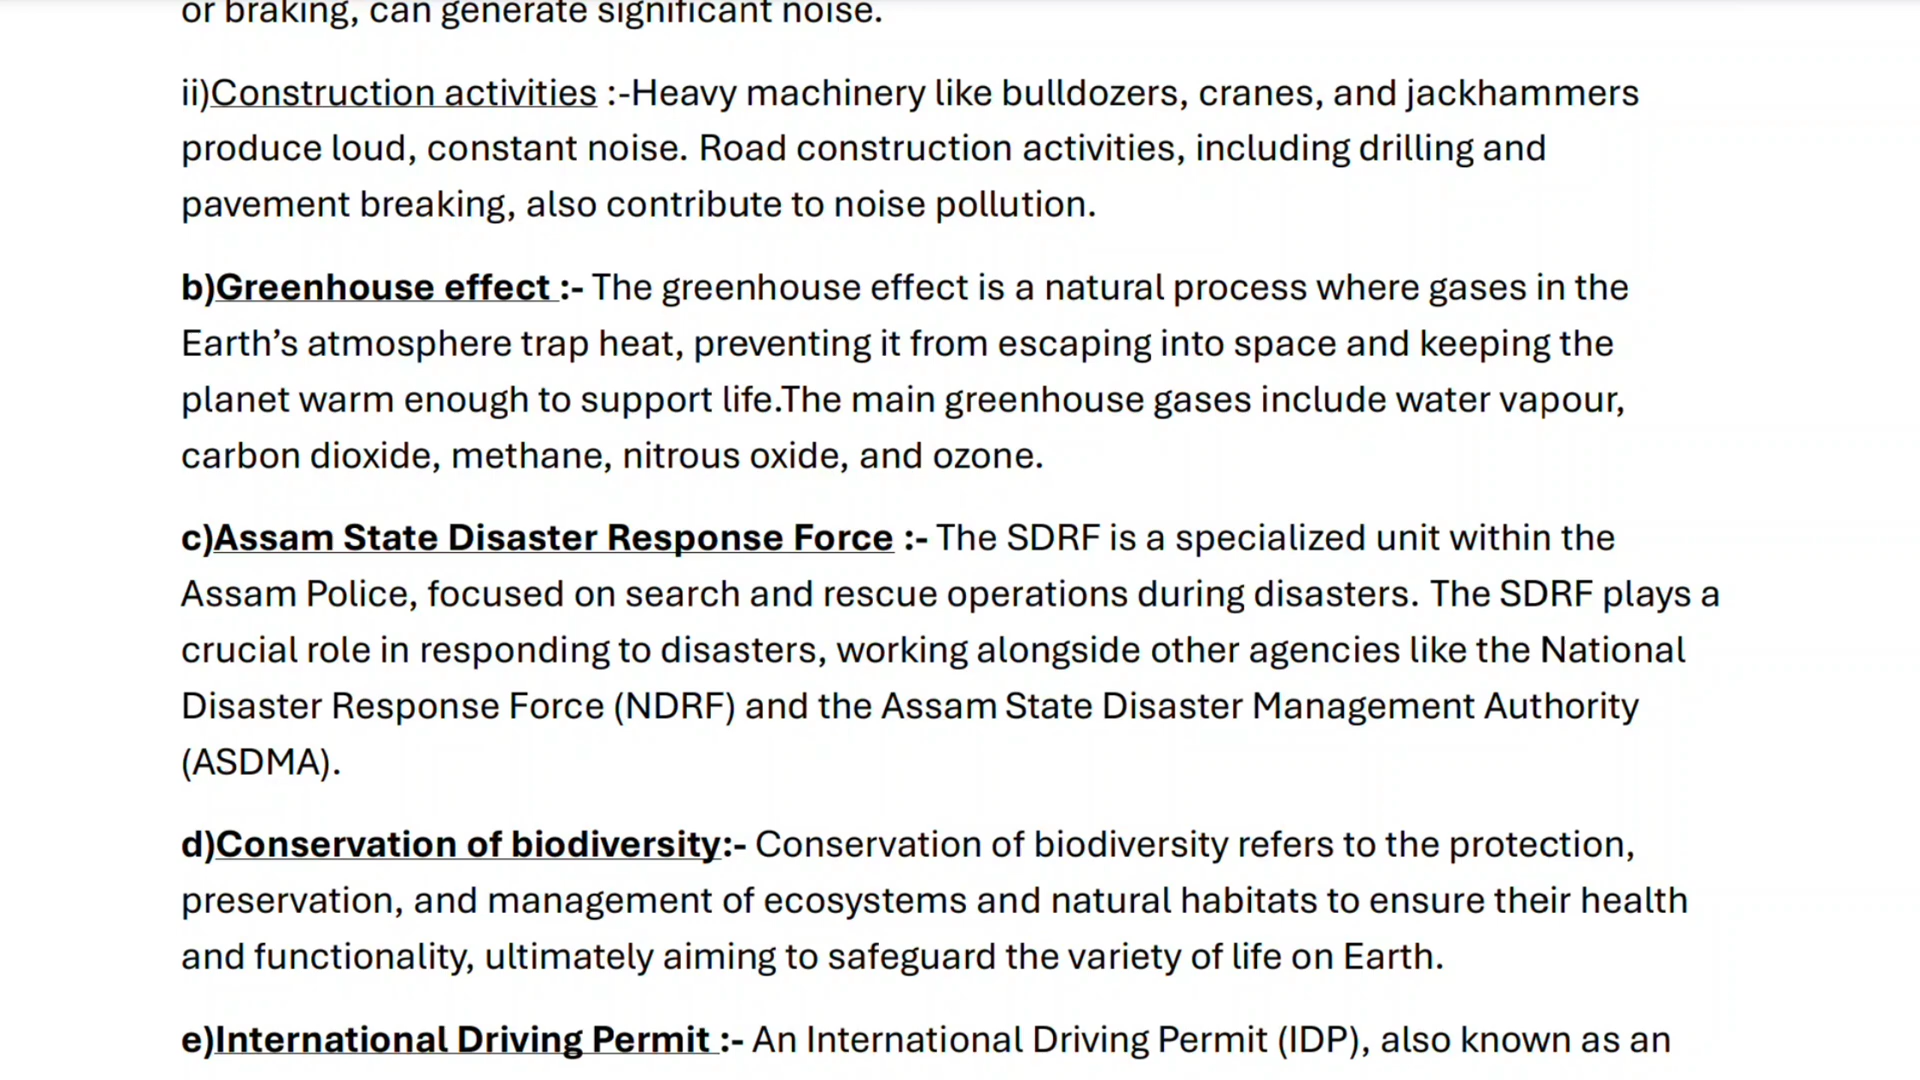 or braking, can generate significant noise.
ii)Construction activities :-Heavy machinery like bulldozers, cranes, and jackhammers
produce loud, constant noise. Road construction activities, including drilling and
pavement breaking, also contribute to noise pollution.
b)Greenhouse effect :- The greenhouse effect is a natural process where gases in the
Earth’s atmosphere trap heat, preventing it from escaping into space and keeping the
planet warm enough to support life.The main greenhouse gases include water vapour,
carbon dioxide, methane, nitrous oxide, and ozone.
c)Assam State Disaster Response Force :- The SDRF is a specialized unit within the
Assam Police, focused on search and rescue operations during disasters. The SDRF plays a
crucial role in responding to disasters, working alongside other agencies like the National
Disaster Response Force (NDRF) and the Assam State Disaster Management Authority
(ASDMA).
d)Conservation of biodiversity:- Conservation of biodiversity refers to the protection,
preservation, and management of ecosystems and natural habitats to ensure their health
and functionality, ultimately aiming to safeguard the variety of life on Earth.
e)International Driving Permit :- An International Driving Permit (IDP), also known as an